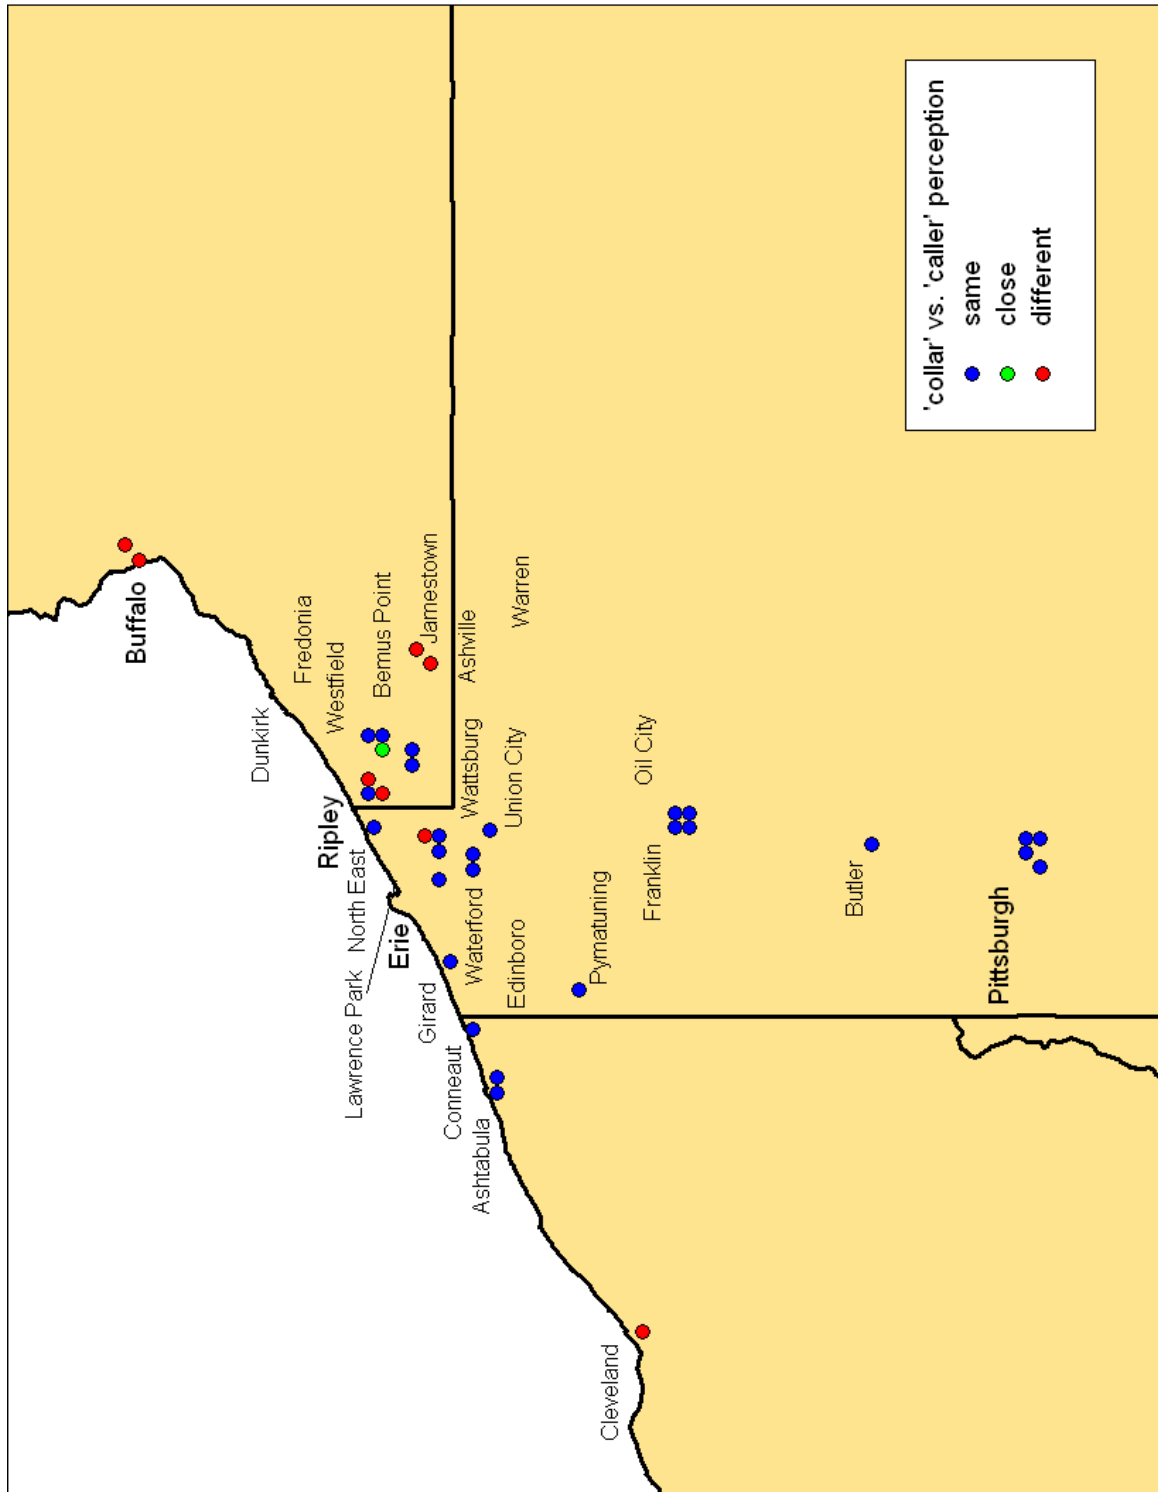 Buffalo
Dunkirk
Fredonia
Westfield
Bemus Point
Jamestown
Ashville
Ripley
Wattsburg
Warren
North East
Union City
Lawrence Park
Erie
Waterford
Girard
Edinboro
Oil City
Conneaut
Pymatuning
Franklin
Ashtabula
Cleveland
Butler
Pittsburgh
'collar' vs. 'caller' perception
same
close
different